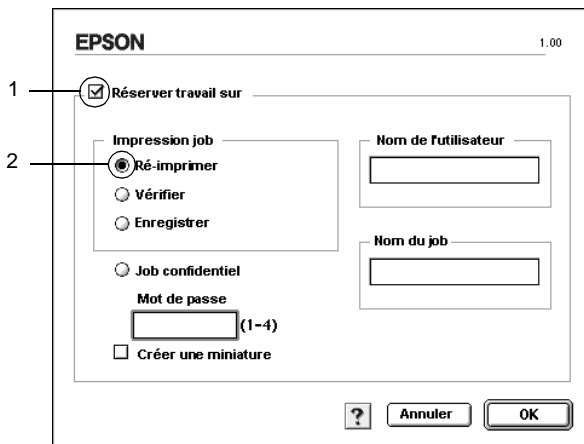 EPSON
1.00
1
Réserver travail sur
Impression job
2
Ré-imprimer
Vérifier
Enregistrer
Job confidentiel
Mot de passe
(1-4)
Créer une miniature
Nom de l'utilisateur
Nom du job
?
Annuler
OK